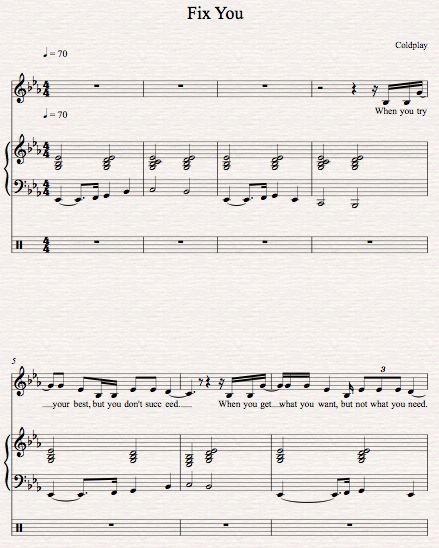 Fix You
Coldplay
♩ = 70
♩ = 70
When you try
5
3
your best, but you don't succ eed. When you get what you want, but not what you need.